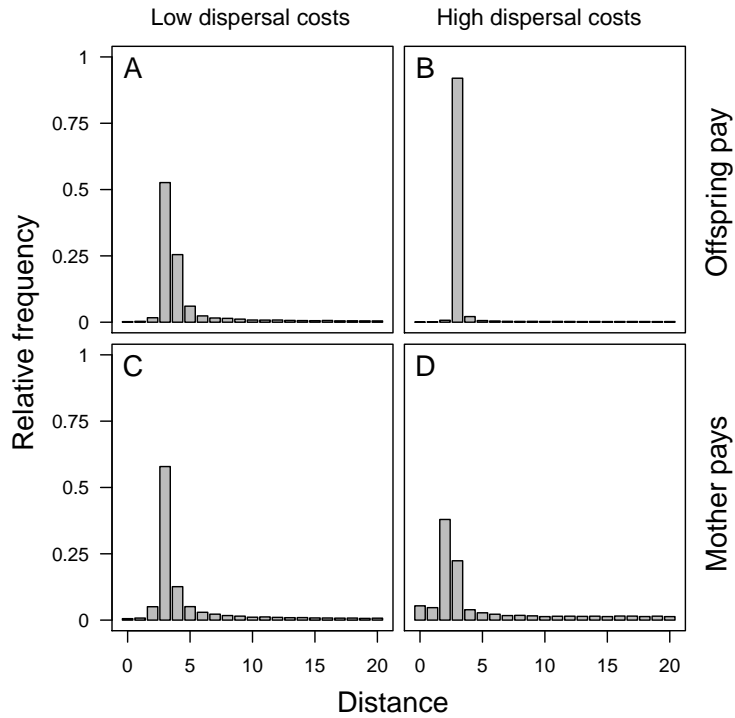 Low dispersal costs
High dispersal costs
A
B
1
0.75
0.5
0.25
0
Offspring pay
Relative frequency
C
D
1
0.75
0.5
0.25
0
Mother pays
0 5 10 15 20
0 5 10 15 20
Distance